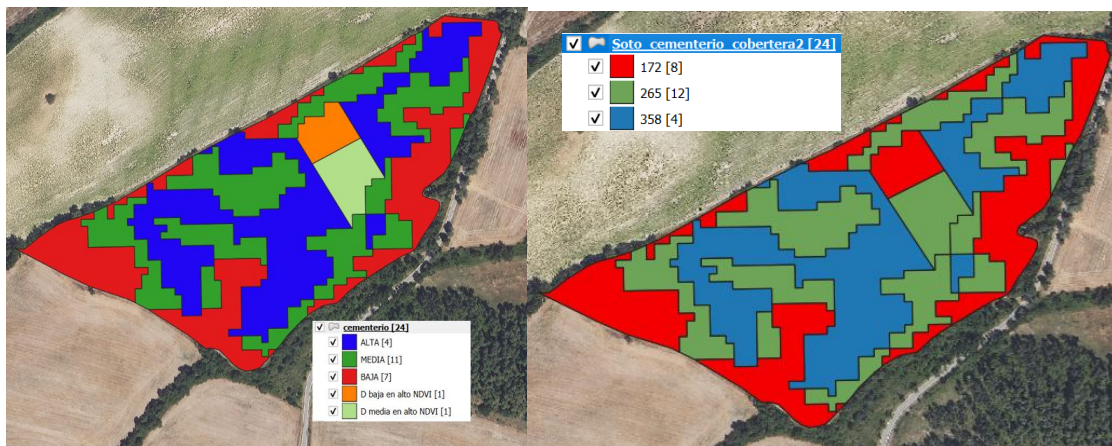 cementerio [24]
ALTA [4]
MEDIA [11]
BAJA [7]
D baja en alto NDVI [1]
D media en alto NDVI [1]
Soto_cementerio_cobertera2 [24]
172 [8]
265 [12]
358 [4]